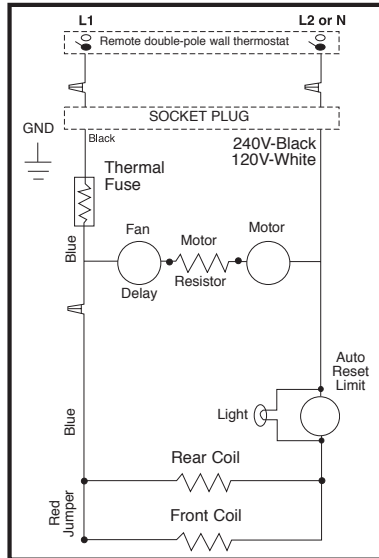 L1
L2 or N
Remote double-pole wall thermostat
SOCKET PLUG
GND
Black
240V-Black
120V-White
Thermal
Fuse
Blue
Fan
Delay
Motor
Resistor
Motor
Auto
Reset
Limit
Light
Blue
Rear Coil
Red
Jumper
Front Coil